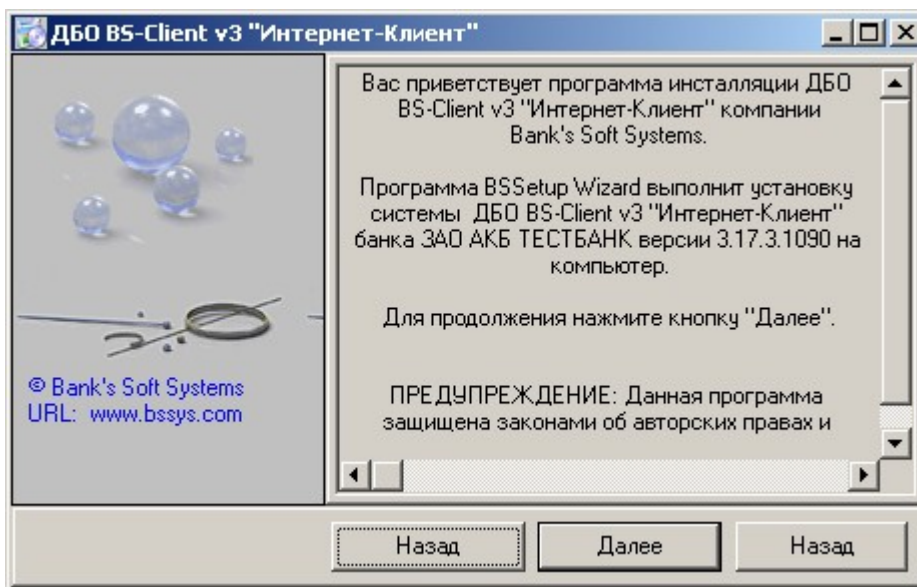 ДБО BS-Client v3 "Интернет-Клиент"
Вас приветствует программа инсталляции ДБО
BS-Client v3 "Интернет-Клиент" компании
Bank's Soft Systems.
Программа BSSetup Wizard выполнит установку
системы ДБО BS-Client v3 "Интернет-Клиент"
банка ЗАО АКБ ТЕСТБАНК версии 3.17.3.1090 на
компьютер.
Для продолжения нажмите кнопку "Далее".
ПРЕДУПРЕЖДЕНИЕ: Данная программа
защищена законами об авторских правах и
© Bank's Soft Systems
URL: www.bssys.com
Назад
Далее
Назад